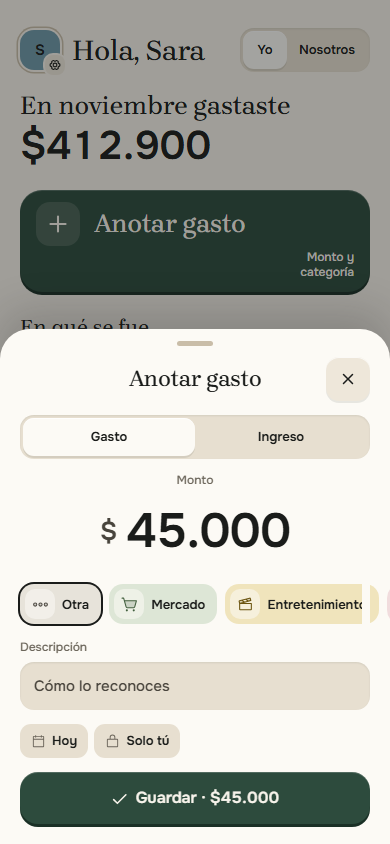 S
Hola, Sara
Yo
Nosotros
En noviembre gastaste
$412.900
Anotar gasto
Monto y
categoría
En qué se fue
Anotar gasto
Gasto
Ingreso
Monto
$ 45.000
Otra
Mercado
Entretenimiento
Descripción
Cómo lo reconoces
Hoy
Solo tú
Guardar · $45.000